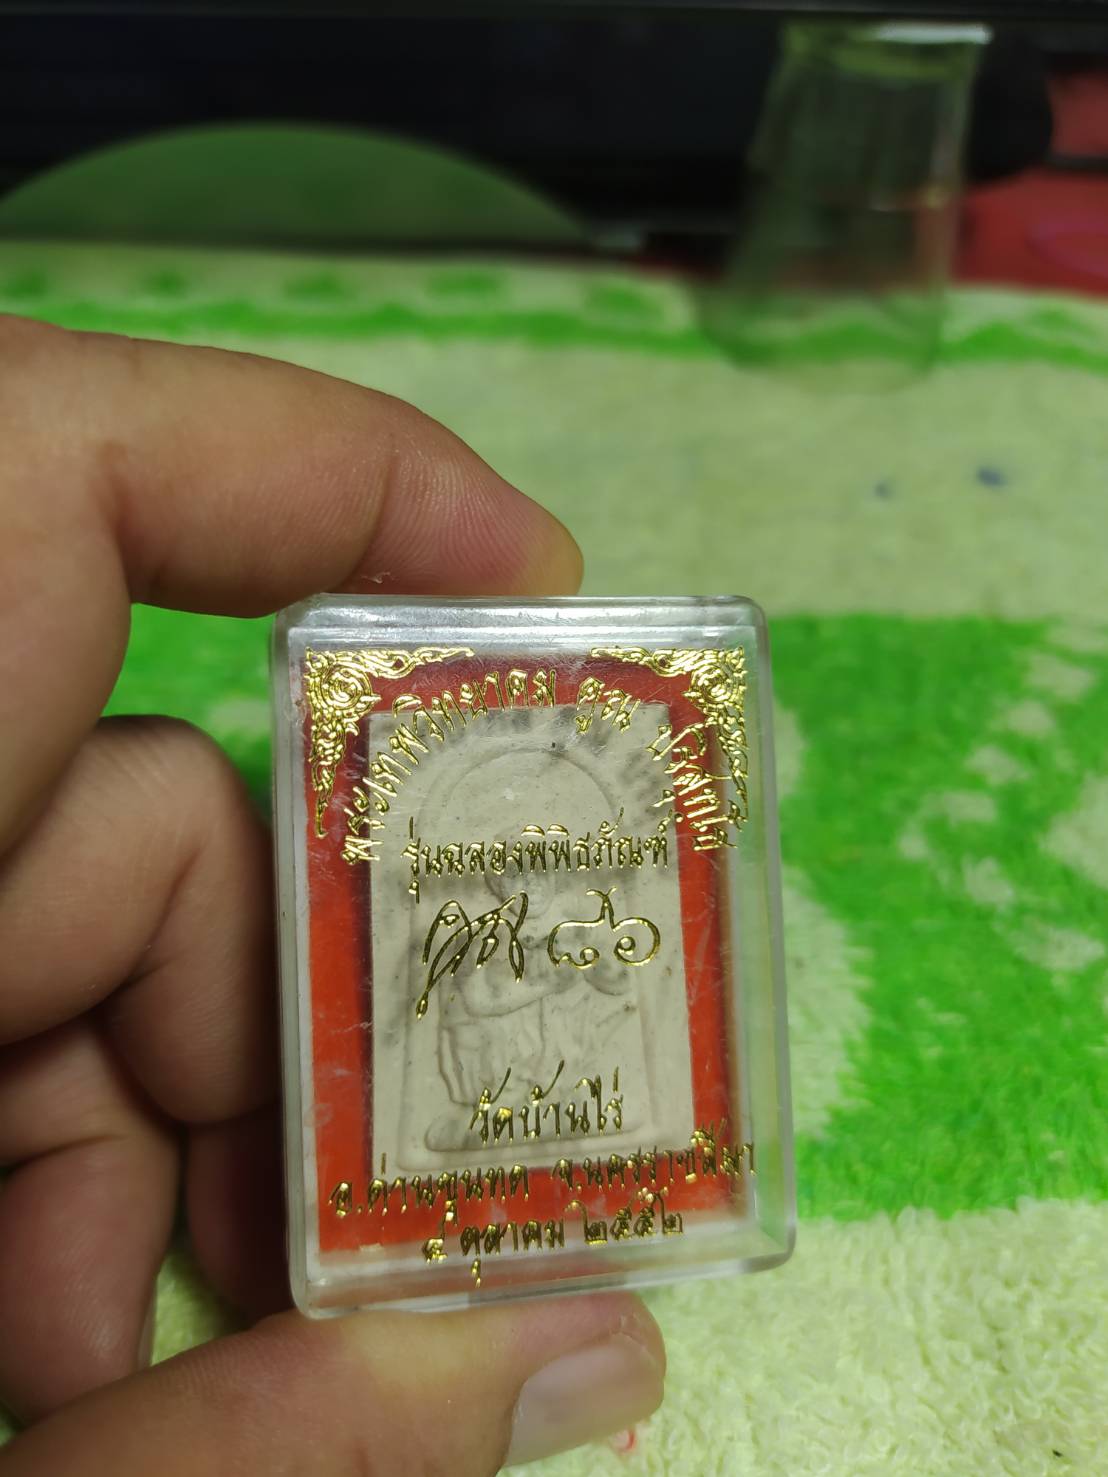 พระเทพวิทยาคม คูณ ปริสุทโธ
รุ่นฉลองพิพิธภัณฑ์
คูณ ๘๖
วัดบ้านไร่
อ.ด่านขุนทด จ.นครราชสีมา
๔ ตุลาคม ๒๕๕๒